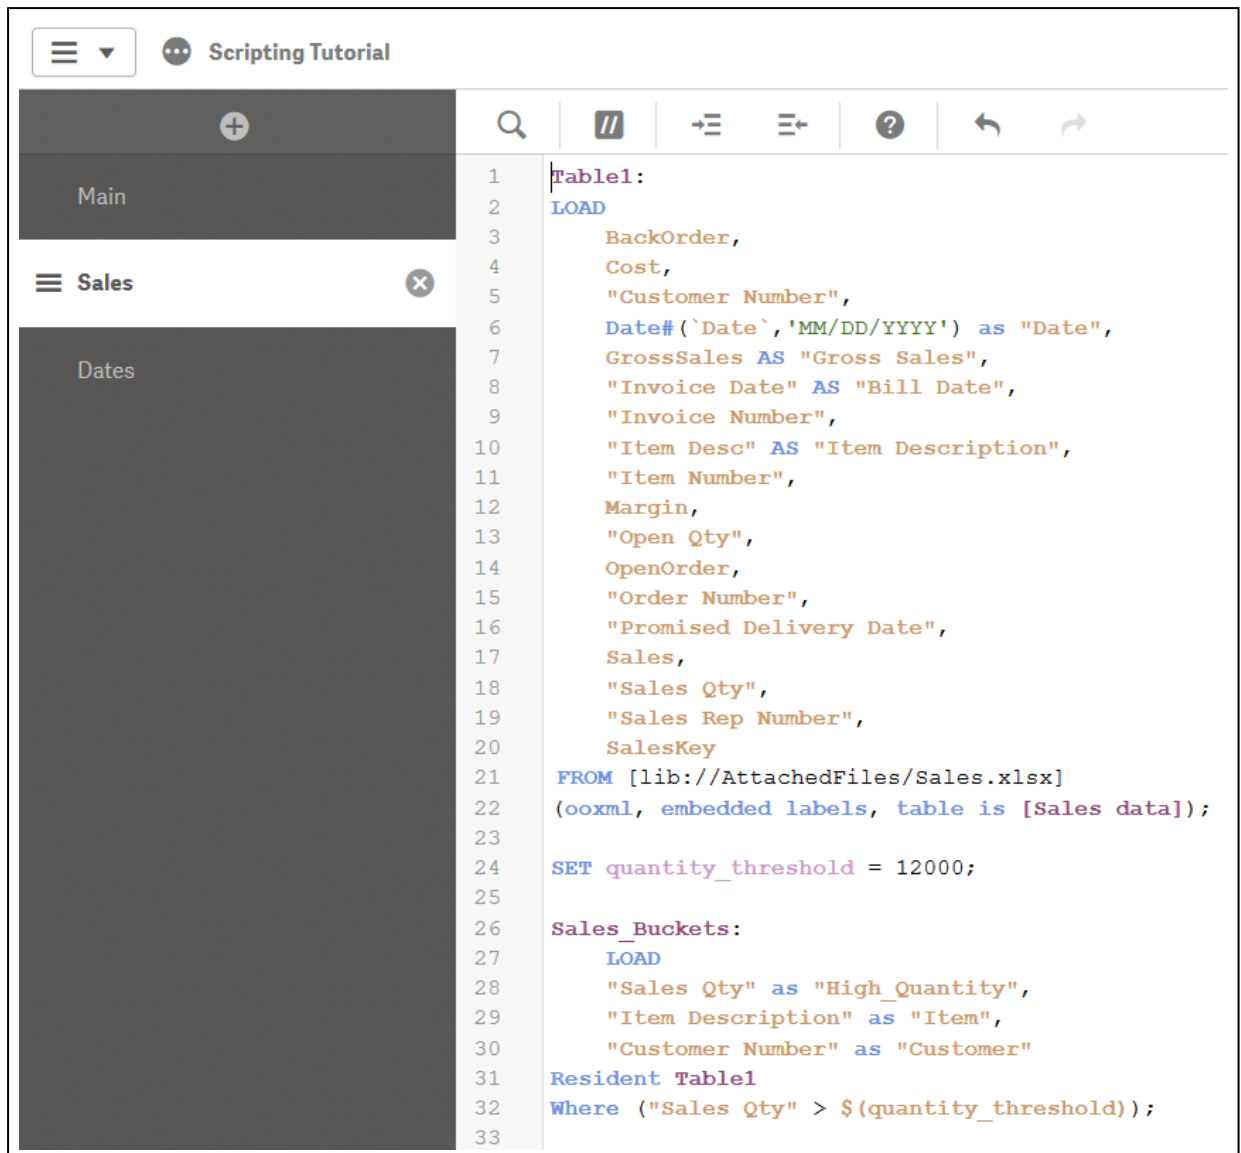 Scripting Tutorial
Main
Sales
Dates
1 Table1:
2 LOAD
3 BackOrder,
4 Cost,
5 "Customer Number",
6 Date#(`Date`,'MM/DD/YYYY') as "Date",
7 GrossSales AS "Gross Sales",
8 "Invoice Date" AS "Bill Date",
9 "Invoice Number",
10 "Item Desc" AS "Item Description",
11 "Item Number",
12 Margin,
13 "Open Qty",
14 OpenOrder,
15 "Order Number",
16 "Promised Delivery Date",
17 Sales,
18 "Sales Qty",
19 "Sales Rep Number",
20 SalesKey
21 FROM [lib://AttachedFiles/Sales.xlsx]
22 (ooxml, embedded labels, table is [Sales data]);
23
24 SET quantity_threshold = 12000;
25
26 Sales_Buckets:
27 LOAD
28 "Sales Qty" as "High_Quantity",
29 "Item Description" as "Item",
30 "Customer Number" as "Customer"
31 Resident Table1
32 Where ("Sales Qty" > $(quantity_threshold));
33